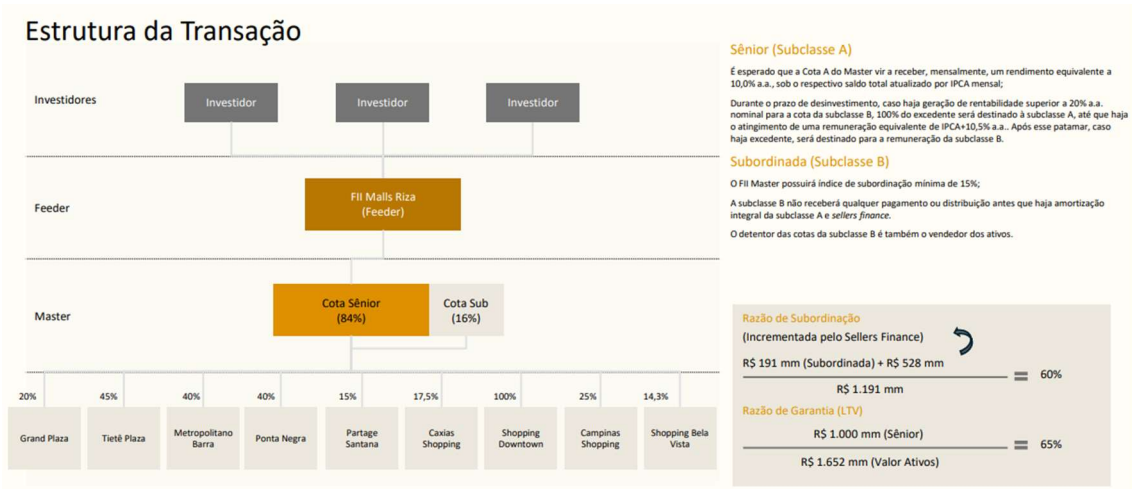 Estrutura da Transação
Investidores
Investidor
Investidor
Investidor
Feeder
FII Malls Riza
(Feeder)
Master
Cota Sênior
(84%)
Cota Sub
(16%)
20%
45%
40%
40%
15%
17,5%
100%
25%
14,3%
Grand Plaza
Tietê Plaza
Metropolitano
Barra
Ponta Negra
Partage
Santana
Caxias
Shopping
Shopping
Downtown
Campinas
Shopping
Shopping Bela
Vista
Sênior (Subclasse A)
É esperado que a Cota A do Master vir a receber, mensalmente, um rendimento equivalente a
10,0% a.a., sob o respectivo saldo total atualizado por IPCA mensal;
Durante o prazo de desinvestimento, caso haja geração de rentabilidade superior a 20% a.a.
nominal para a cota da subclasse B, 100% do excedente será destinado à subclasse A, até que haja
o atingimento de uma remuneração equivalente de IPCA+10,5% a.a.. Após esse patamar, caso
haja excedente, será destinado para a remuneração da subclasse B.
Subordinada (Subclasse B)
O FII Master possuirá índice de subordinação mínima de 15%;
A subclasse B não receberá qualquer pagamento ou distribuição antes que haja amortização
integral da subclasse A e sellers finance.
O detentor das cotas da subclasse B é também o vendedor dos ativos.
Razão de Subordinação
(Incrementada pelo Sellers Finance)
R$ 191 mm (Subordinada) + R$ 528 mm
R$ 1.191 mm
= 60%
Razão de Garantia (LTV)
R$ 1.000 mm (Sênior)
R$ 1.652 mm (Valor Ativos)
= 65%